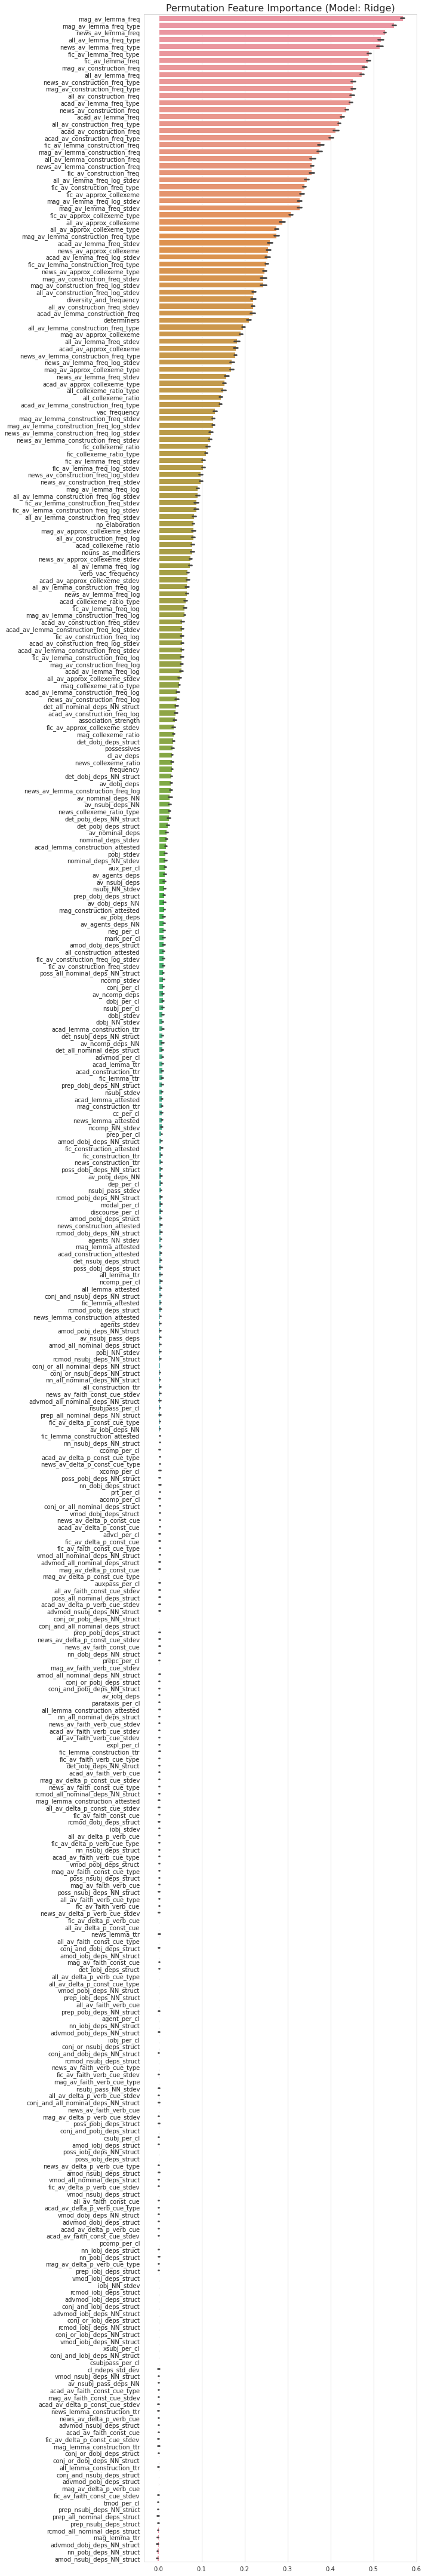 Permutation Feature Importance (Model: Ridge)
mag_av_lemma_freq
mag_av_lemma_freq_type
news_av_lemma_freq
all_av_lemma_freq_type
news_av_lemma_freq_type
fic_av_lemma_freq_type
fic_av_lemma_freq
mag_av_construction_freq
all_av_lemma_freq
news_av_construction_freq_type
mag_av_construction_freq_type
all_av_construction_freq
acad_av_lemma_freq_type
news_av_construction_freq
acad_av_lemma_freq
all_av_construction_freq_type
acad_av_construction_freq
acad_av_construction_freq_type
fic_av_lemma_construction_freq
mag_av_lemma_construction_freq
all_av_lemma_construction_freq
news_av_lemma_construction_freq
fic_av_construction_freq
all_av_lemma_freq_log_stdev
fic_av_construction_freq_type
fic_av_approx_collexeme
mag_av_lemma_freq_log_stdev
mag_av_lemma_freq_stdev
fic_av_approx_collexeme_type
all_av_approx_collexeme
all_av_approx_collexeme_type
mag_av_lemma_construction_freq_type
acad_av_lemma_freq_stdev
news_av_approx_collexeme
acad_av_lemma_freq_log_stdev
fic_av_lemma_construction_freq_type
news_av_approx_collexeme_type
mag_av_construction_freq_stdev
mag_av_construction_freq_log_stdev
all_av_construction_freq_log_stdev
diversity_and_frequency
all_av_construction_freq_stdev
acad_av_lemma_construction_freq
determiners
all_av_lemma_construction_freq_type
mag_av_approx_collexeme
all_av_lemma_freq_stdev
acad_av_approx_collexeme
news_av_lemma_construction_freq_type
news_av_lemma_freq_log_stdev
mag_av_approx_collexeme_type
news_av_lemma_freq_stdev
acad_av_approx_collexeme_type
all_collexeme_ratio_type
all_collexeme_ratio
acad_av_lemma_construction_freq_type
vac_frequency
mag_av_lemma_construction_freq_stdev
mag_av_lemma_construction_freq_log_stdev
news_av_lemma_construction_freq_log_stdev
news_av_lemma_construction_freq_stdev
fic_collexeme_ratio
fic_collexeme_ratio_type
fic_av_lemma_freq_stdev
fic_av_lemma_freq_log_stdev
news_av_construction_freq_log_stdev
news_av_construction_freq_stdev
mag_av_lemma_freq_log
all_av_lemma_construction_freq_log_stdev
fic_av_lemma_construction_freq_stdev
fic_av_lemma_construction_freq_log_stdev
all_av_lemma_construction_freq_stdev
np_elaboration
mag_av_approx_collexeme_stdev
all_av_construction_freq_log
acad_collexeme_ratio
nouns_as_modifiers
news_av_approx_collexeme_stdev
all_av_lemma_freq_log
verb_vac_frequency
acad_av_approx_collexeme_stdev
all_av_lemma_construction_freq_log
news_av_lemma_freq_log
acad_collexeme_ratio_type
fic_av_lemma_freq_log
mag_av_lemma_construction_freq_log
acad_av_construction_freq_stdev
acad_av_lemma_construction_freq_log_stdev
fic_av_construction_freq_log
acad_av_construction_freq_log_stdev
acad_av_lemma_construction_freq_stdev
fic_av_lemma_construction_freq_log
mag_av_construction_freq_log
acad_av_lemma_freq_log
all_av_approx_collexeme_stdev
mag_collexeme_ratio_type
acad_av_lemma_construction_freq_log
news_av_construction_freq_log
det_all_nominal_deps_NN_struct
acad_av_construction_freq_log
association_strength
fic_av_approx_collexeme_stdev
mag_collexeme_ratio
det_dobj_deps_struct
possessives
cl_av_deps
news_collexeme_ratio
frequency
det_dobj_deps_NN_struct
av_dobj_deps
news_av_lemma_construction_freq_log
av_nominal_deps_NN
av_nsubj_deps_NN
news_collexeme_ratio_type
det_pobj_deps_NN_struct
det_pobj_deps_struct
av_nominal_deps
nominal_deps_stdev
acad_lemma_construction_attested
pobj_stdev
nominal_deps_NN_stdev
aux_per_cl
av_agents_deps
av_nsubj_deps
nsubj_NN_stdev
prep_dobj_deps_struct
av_dobj_deps_NN
mag_construction_attested
av_pobj_deps
av_agents_deps_NN
neg_per_cl
mark_per_cl
amod_dobj_deps_struct
all_construction_attested
fic_av_construction_freq_log_stdev
fic_av_construction_freq_stdev
poss_all_nominal_deps_NN_struct
ncomp_stdev
conj_per_cl
av_ncomp_deps
dobj_per_cl
nsubj_per_cl
dobj_stdev
dobj_NN_stdev
acad_lemma_construction_ttr
det_nsubj_deps_NN_struct
av_ncomp_deps_NN
det_all_nominal_deps_struct
advmod_per_cl
acad_lemma_ttr
acad_construction_ttr
fic_lemma_ttr
prep_dobj_deps_NN_struct
nsubj_stdev
acad_lemma_attested
mag_construction_ttr
cc_per_cl
news_lemma_attested
ncomp_NN_stdev
prep_per_cl
amod_dobj_deps_NN_struct
fic_construction_attested
fic_construction_ttr
news_construction_ttr
poss_dobj_deps_NN_struct
av_pobj_deps_NN
dep_per_cl
nsubj_pass_stdev
rcmod_pobj_deps_NN_struct
modal_per_cl
discourse_per_cl
amod_pobj_deps_struct
news_construction_attested
rcmod_dobj_deps_NN_struct
agents_NN_stdev
mag_lemma_attested
acad_construction_attested
det_nsubj_deps_struct
poss_dobj_deps_struct
all_lemma_ttr
ncomp_per_cl
all_lemma_attested
conj_and_nsubj_deps_struct
fic_lemma_attested
rcmod_pobj_deps_struct
news_lemma_construction_attested
agents_stdev
amod_pobj_deps_NN_struct
av_nsubj_pass_deps
amod_all_nominal_deps_struct
pobj_NN_stdev
rcmod_nsubj_deps_NN_struct
conj_or_all_nominal_deps_NN_struct
conj_or_nsubj_deps_NN_struct
nn_all_nominal_deps_NN_struct
all_construction_ttr
news_av_faith_const_cue_stdev
advmod_all_nominal_deps_NN_struct
nsubjpass_per_cl
prep_all_nominal_deps_NN_struct
fic_av_delta_p_const_cue_type
av_iobj_deps_NN
fic_lemma_construction_attested
nn_nsubj_deps_NN_struct
ccomp_per_cl
acad_av_delta_p_const_cue_type
news_av_delta_p_const_cue_type
xcomp_per_cl
poss_pobj_deps_NN_struct
nn_dobj_deps_struct
prt_per_cl
acomp_per_cl
conj_or_all_nominal_deps_struct
vmod_dobj_deps_struct
news_av_delta_p_const_cue
acad_av_delta_p_const_cue
advcl_per_cl
fic_av_delta_p_const_cue
fic_av_faith_const_cue_type
vmod_all_nominal_deps_NN_struct
advmod_all_nominal_deps_struct
mag_av_delta_p_const_cue
mag_av_delta_p_const_cue_type
auxpass_per_cl
all_av_faith_const_cue_stdev
poss_all_nominal_deps_struct
acad_av_delta_p_verb_cue_stdev
advmod_nsubj_deps_NN_struct
conj_or_pobj_deps_NN_struct
conj_and_all_nominal_deps_struct
prep_pobj_deps_struct
news_av_delta_p_const_cue_stdev
news_av_faith_const_cue
nn_dobj_deps_NN_struct
prepc_per_cl
mag_av_faith_verb_cue_stdev
amod_all_nominal_deps_NN_struct
conj_or_pobj_deps_struct
conj_and_pobj_deps_NN_struct
av_iobj_deps
parataxis_per_cl
all_lemma_construction_attested
nn_all_nominal_deps_struct
news_av_faith_verb_cue_stdev
acad_av_faith_verb_cue_stdev
all_av_faith_verb_cue_stdev
expl_per_cl
fic_lemma_construction_ttr
fic_av_faith_verb_cue_type
det_iobj_deps_NN_struct
acad_av_faith_verb_cue
mag_av_delta_p_const_cue_stdev
news_av_faith_const_cue_type
rcmod_all_nominal_deps_NN_struct
mag_lemma_construction_attested
all_av_delta_p_const_cue_stdev
fic_av_faith_const_cue
rcmod_dobj_deps_struct
iobj_stdev
all_av_delta_p_verb_cue
fic_av_delta_p_verb_cue_type
nn_nsubj_deps_struct
acad_av_faith_verb_cue_type
vmod_pobj_deps_struct
mag_av_faith_const_cue_type
poss_nsubj_deps_struct
mag_av_faith_verb_cue
poss_nsubj_deps_NN_struct
all_av_faith_verb_cue_type
fic_av_faith_verb_cue
news_av_delta_p_verb_cue_stdev
fic_av_delta_p_verb_cue
all_av_delta_p_const_cue
news_lemma_ttr
all_av_faith_const_cue_type
conj_and_dobj_deps_struct
amod_iobj_deps_NN_struct
mag_av_faith_const_cue
det_iobj_deps_struct
all_av_delta_p_verb_cue_type
all_av_delta_p_const_cue_type
vmod_pobj_deps_NN_struct
prep_iobj_deps_NN_struct
all_av_faith_verb_cue
prep_pobj_deps_NN_struct
agent_per_cl
nn_iobj_deps_NN_struct
advmod_pobj_deps_NN_struct
iobj_per_cl
conj_or_nsubj_deps_struct
conj_and_dobj_deps_NN_struct
rcmod_nsubj_deps_struct
news_av_faith_verb_cue_type
fic_av_faith_verb_cue_stdev
mag_av_faith_verb_cue_type
nsubj_pass_NN_stdev
all_av_delta_p_verb_cue_stdev
conj_and_all_nominal_deps_NN_struct
news_av_faith_verb_cue
mag_av_delta_p_verb_cue_stdev
poss_pobj_deps_struct
conj_and_pobj_deps_struct
csubj_per_cl
amod_iobj_deps_struct
poss_iobj_deps_NN_struct
poss_iobj_deps_struct
news_av_delta_p_verb_cue_type
amod_nsubj_deps_struct
vmod_all_nominal_deps_struct
fic_av_delta_p_verb_cue_stdev
vmod_nsubj_deps_struct
all_av_faith_const_cue
acad_av_delta_p_verb_cue_type
vmod_dobj_deps_NN_struct
advmod_dobj_deps_struct
acad_av_delta_p_verb_cue
acad_av_faith_const_cue_stdev
pcomp_per_cl
nn_iobj_deps_struct
nn_pobj_deps_struct
mag_av_delta_p_verb_cue_type
prep_iobj_deps_struct
vmod_iobj_deps_struct
iobj_NN_stdev
rcmod_iobj_deps_struct
advmod_iobj_deps_struct
conj_and_iobj_deps_struct
advmod_iobj_deps_NN_struct
conj_or_iobj_deps_struct
rcmod_iobj_deps_NN_struct
conj_or_iobj_deps_NN_struct
vmod_iobj_deps_NN_struct
xsubj_per_cl
conj_and_iobj_deps_NN_struct
csubjpass_per_cl
cl_ndeps_std_dev
vmod_nsubj_deps_NN_struct
av_nsubj_pass_deps_NN
acad_av_faith_const_cue_type
mag_av_faith_const_cue_stdev
acad_av_delta_p_const_cue_stdev
news_lemma_construction_ttr
news_av_delta_p_verb_cue
advmod_nsubj_deps_struct
acad_av_faith_const_cue
fic_av_delta_p_const_cue_stdev
mag_lemma_construction_ttr
conj_or_dobj_deps_struct
conj_or_dobj_deps_NN_struct
all_lemma_construction_ttr
conj_and_nsubj_deps_NN_struct
advmod_pobj_deps_struct
mag_av_delta_p_verb_cue
fic_av_faith_const_cue_stdev
tmod_per_cl
prep_nsubj_deps_NN_struct
prep_all_nominal_deps_struct
prep_nsubj_deps_struct
rcmod_all_nominal_deps_struct
mag_lemma_ttr
advmod_dobj_deps_NN_struct
nn_pobj_deps_NN_struct
amod_nsubj_deps_NN_struct
0.0 0.1 0.2 0.3 0.4 0.5 0.6